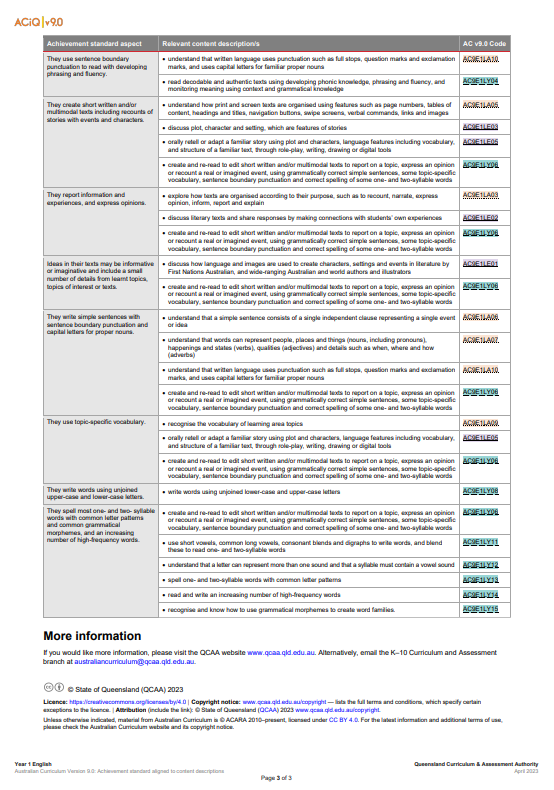 ACiQ | v9.0
Achievement standard aspect
Relevant content description/s
AC v9.0 Code
They use sentence boundary
punctuation to read with developing
phrasing and fluency.
• understand that written language uses punctuation such as full stops, question marks and exclamation
marks, and uses capital letters for familiar proper nouns
AC9E1LA10
• read decodable and authentic texts using developing phonic knowledge, phrasing and fluency, and
monitoring meaning using context and grammatical knowledge
AC9E1LY04
They create short written and/or
multimodal texts including recounts of
stories with events and characters.
• understand how print and screen texts are organised using features such as page numbers, tables of
content, headings and titles, navigation buttons, swipe screens, verbal commands, links and images
AC9E1LA05
• discuss plot, character and setting, which are features of stories
AC9E1LE03
• orally retell or adapt a familiar story using plot and characters, language features including vocabulary,
and structure of a familiar text, through role-play, writing, drawing or digital tools
AC9E1LE05
• create and re-read to edit short written and/or multimodal texts to report on a topic, express an opinion
or recount a real or imagined event, using grammatically correct simple sentences, some topic-specific
vocabulary, sentence boundary punctuation and correct spelling of some one- and two-syllable words
AC9E1LY06
They report information and
experiences, and express opinions.
• explore how texts are organised according to their purpose, such as to recount, narrate, express
opinion, inform, report and explain
AC9E1LA03
• discuss literary texts and share responses by making connections with students' own experiences
AC9E1LE02
• create and re-read to edit short written and/or multimodal texts to report on a topic, express an opinion
or recount a real or imagined event, using grammatically correct simple sentences, some topic-specific
vocabulary, sentence boundary punctuation and correct spelling of some one- and two-syllable words
AC9E1LY06
Ideas in their texts may be informative
or imaginative and include a small
number of details from learnt topics,
topics of interest or texts.
• discuss how language and images are used to create characters, settings and events in literature by
First Nations Australian, and wide-ranging Australian and world authors and illustrators
AC9E1LE01
• create and re-read to edit short written and/or multimodal texts to report on a topic, express an opinion
or recount a real or imagined event, using grammatically correct simple sentences, some topic-specific
vocabulary, sentence boundary punctuation and correct spelling of some one- and two-syllable words
AC9E1LY06
They write simple sentences with
sentence boundary punctuation and
capital letters for proper nouns.
• understand that a simple sentence consists of a single independent clause representing a single event
or idea
AC9E1LA06
• understand that words can represent people, places and things (nouns, including pronouns),
happenings and states (verbs), qualities (adjectives) and details such as when, where and how
(adverbs)
AC9E1LA07
• understand that written language uses punctuation such as full stops, question marks and exclamation
marks, and uses capital letters for familiar proper nouns
AC9E1LA10
• create and re-read to edit short written and/or multimodal texts to report on a topic, express an opinion
or recount a real or imagined event, using grammatically correct simple sentences, some topic-specific
vocabulary, sentence boundary punctuation and correct spelling of some one- and two-syllable words
AC9E1LY06
They use topic-specific vocabulary.
• recognise the vocabulary of learning area topics
AC9E1LA09
• orally retell or adapt a familiar story using plot and characters, language features including vocabulary,
and structure of a familiar text, through role-play, writing, drawing or digital tools
AC9E1LE05
• create and re-read to edit short written and/or multimodal texts to report on a topic, express an opinion
or recount a real or imagined event, using grammatically correct simple sentences, some topic-specific
vocabulary, sentence boundary punctuation and correct spelling of some one- and two-syllable words
AC9E1LY06
They write words using unjoined
upper-case and lower-case letters.
• write words using unjoined lower-case and upper-case letters
AC9E1LY08
They spell most one- and two- syllable
words with common letter patterns
and common grammatical
morphemes, and an increasing
number of high-frequency words.
• create and re-read to edit short written and/or multimodal texts to report on a topic, express an opinion
or recount a real or imagined event, using grammatically correct simple sentences, some topic-specific
vocabulary, sentence boundary punctuation and correct spelling of some one- and two-syllable words
AC9E1LY06
• use short vowels, common long vowels, consonant blends and digraphs to write words, and blend
these to read one- and two-syllable words
AC9E1LY11
• understand that a letter can represent more than one sound and that a syllable must contain a vowel sound
AC9E1LY12
• spell one- and two-syllable words with common letter patterns
AC9E1LY13
• read and write an increasing number of high-frequency words
AC9E1LY14
• recognise and know how to use grammatical morphemes to create word families.
AC9E1LY15
More information
If you would like more information, please visit the QCAA website www.qcaa.qld.edu.au. Alternatively, email the K–10 Curriculum and Assessment
branch at australiancurriculum@qcaa.qld.edu.au.
© State of Queensland (QCAA) 2023
Licence: https://creativecommons.org/licenses/by/4.0 | Copyright notice: www.qcaa.qld.edu.au/copyright — lists the full terms and conditions, which specify certain
exceptions to the licence. | Attribution (include the link): © State of Queensland (QCAA) 2023 www.qcaa.qld.edu.au/copyright.
Unless otherwise indicated, material from Australian Curriculum is © ACARA 2010–present, licensed under CC BY 4.0. For the latest information and additional terms of use,
please check the Australian Curriculum website and its copyright notice.
Year 1 English
Australian Curriculum Version 9.0: Achievement standard aligned to content descriptions
Queensland Curriculum & Assessment Authority
April 2023
Page 3 of 3